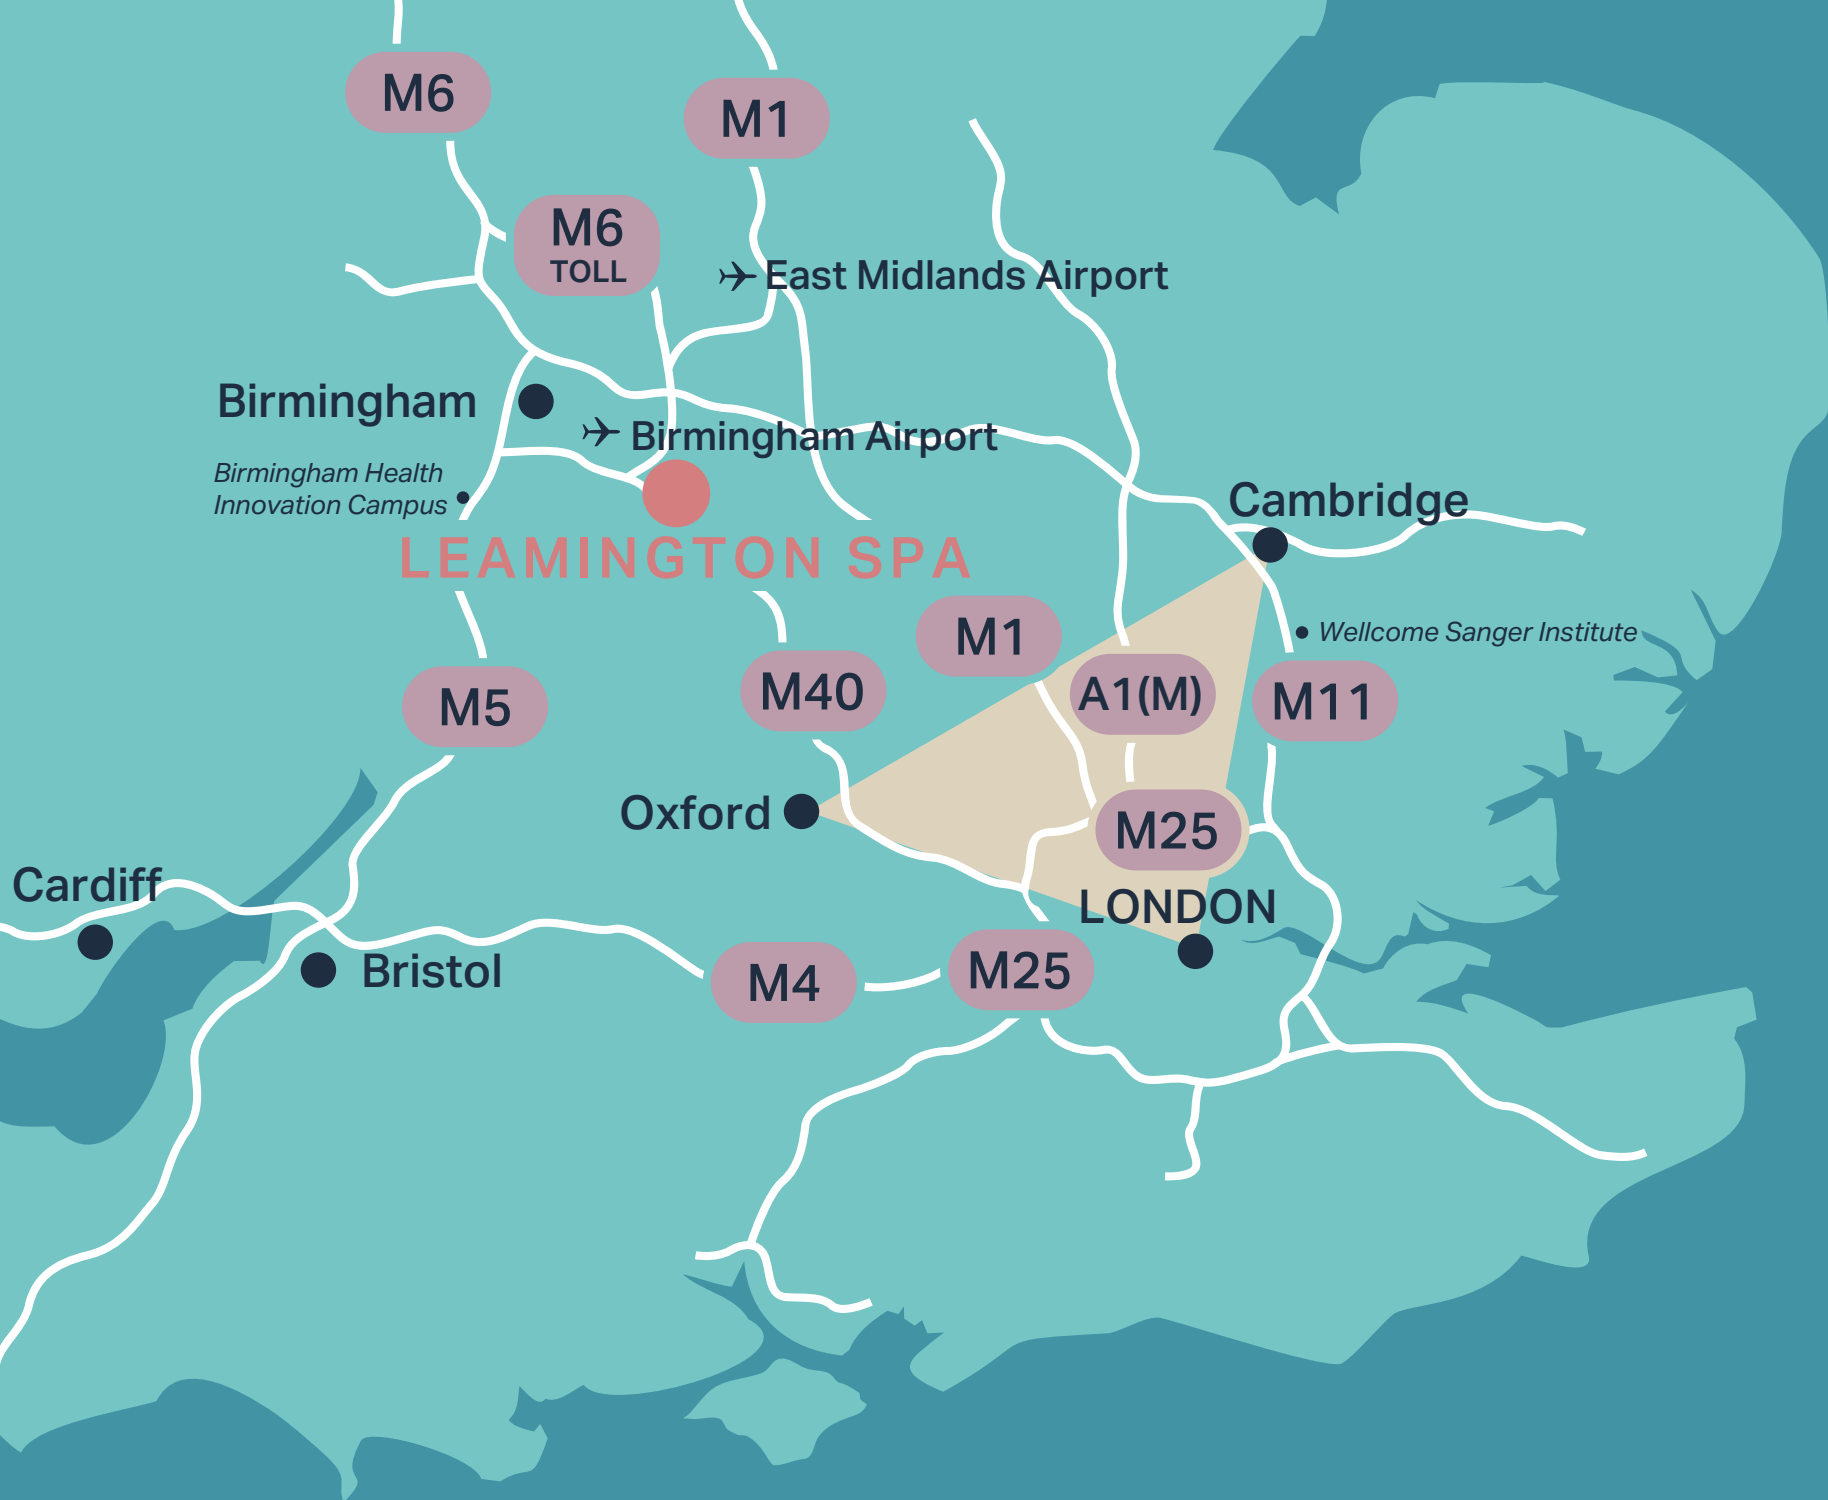 M6
M1
M6
TOLL
East Midlands Airport
Birmingham
Birmingham Airport
Birmingham Health
Innovation Campus
Cambridge
LEAMINGTON SPA
M1
Wellcome Sanger Institute
M5
M40
A1(M)
M11
Oxford
M25
Cardiff
LONDON
Bristol
M4
M25